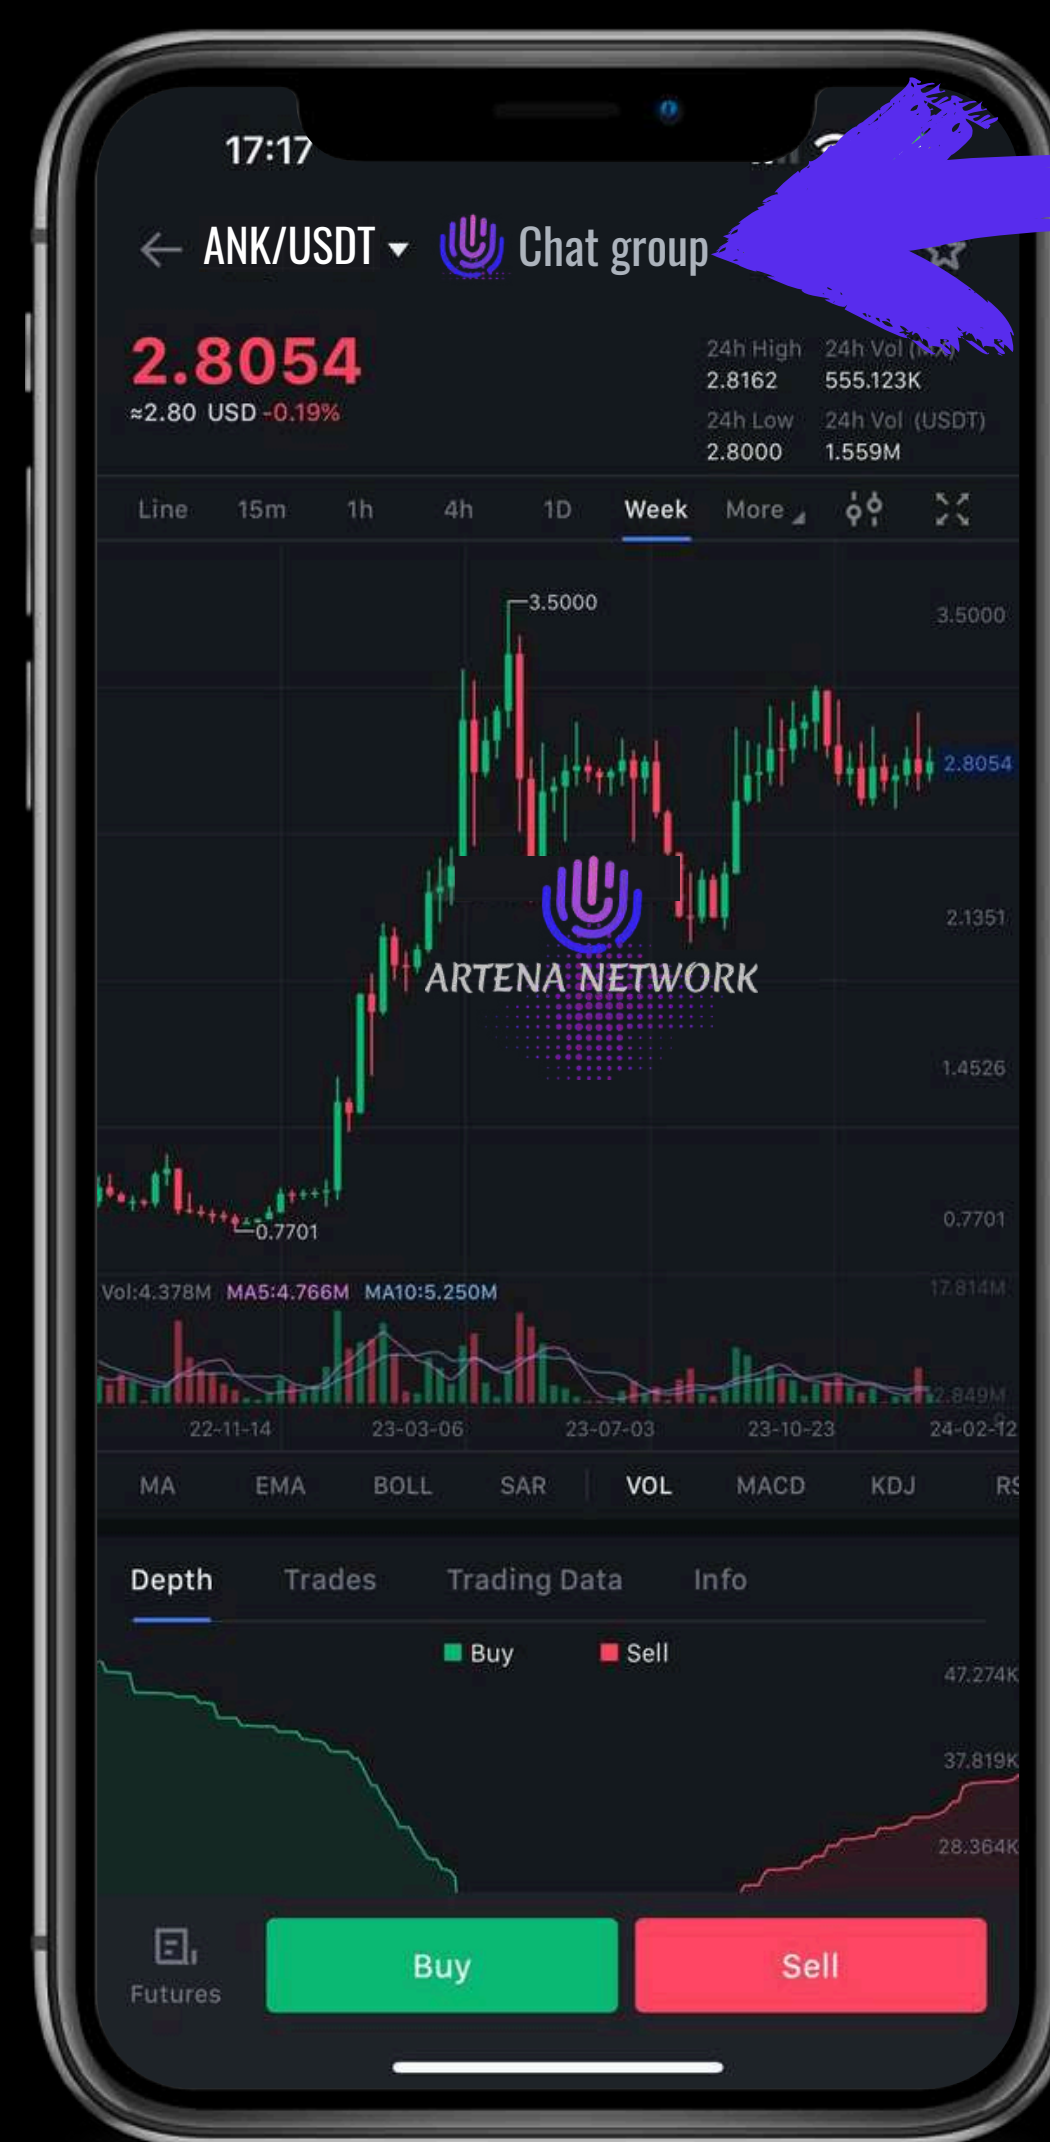 17:17
ANK/USDT Chat group
2.8054
≈2.80 USD -0.19%
24h High 24h Vol (MX)
2.8162 555.123K
24h Low 24h Vol (USDT)
2.8000 1.559M
Line 15m 1h 4h 1D Week More
3.5000
3.5000
2.8054
2.1351
ARTENA NETWORK
1.4526
0.7701
0.7701
Vol:4.378M MA5:4.766M MA10:5.250M
17.814M
2.849M
22-11-14 23-03-06 23-07-03 23-10-23 24-02-12
MA EMA BOLL SAR VOL MACD KDJ
Depth Trades Trading Data Info
Buy Sell
47.274K
37.819K
28.364K
Futures
Buy Sell